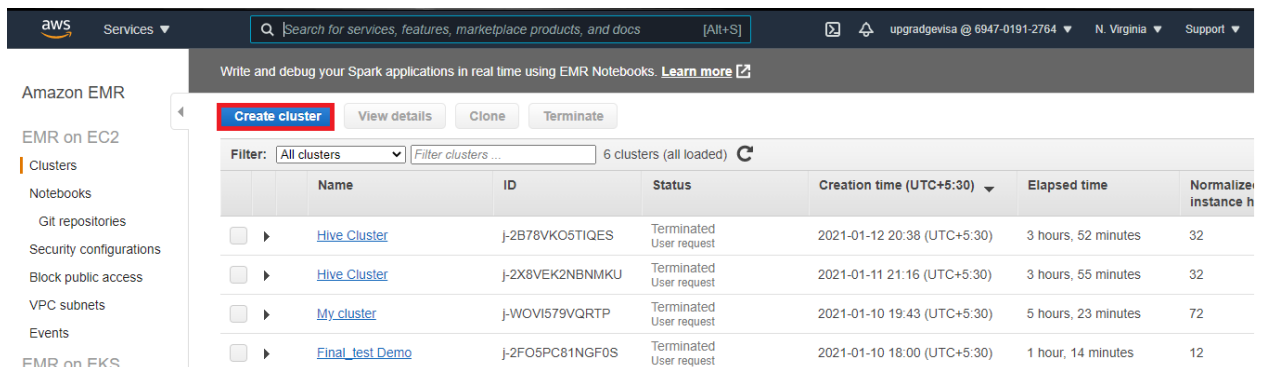 aws Services ▼ Search for services, features, marketplace products, and docs [Alt+S] upgradgevisa @ 6947-0191-2764 ▼ N. Virginia ▼ Support ▼
Write and debug your Spark applications in real time using EMR Notebooks. Learn more
Amazon EMR
EMR on EC2
Clusters
Notebooks
Git repositories
Security configurations
Block public access
VPC subnets
Events
EMR on EKS
Create cluster View details Clone Terminate
Filter: All clusters Filter clusters ... 6 clusters (all loaded)
Name ID Status Creation time (UTC+5:30) Elapsed time Normalize
instance h
Hive Cluster j-2B78VKO5TIQES Terminated 2021-01-12 20:38 (UTC+5:30) 3 hours, 52 minutes 32
User request
Hive Cluster j-2X8VEK2NBNMKU Terminated 2021-01-11 21:16 (UTC+5:30) 3 hours, 55 minutes 32
User request
My cluster j-WOVI579VQRTP Terminated 2021-01-10 19:43 (UTC+5:30) 5 hours, 23 minutes 72
User request
Final_test Demo j-2FO5PC81NGF0S Terminated 2021-01-10 18:00 (UTC+5:30) 1 hour, 14 minutes 12
User request